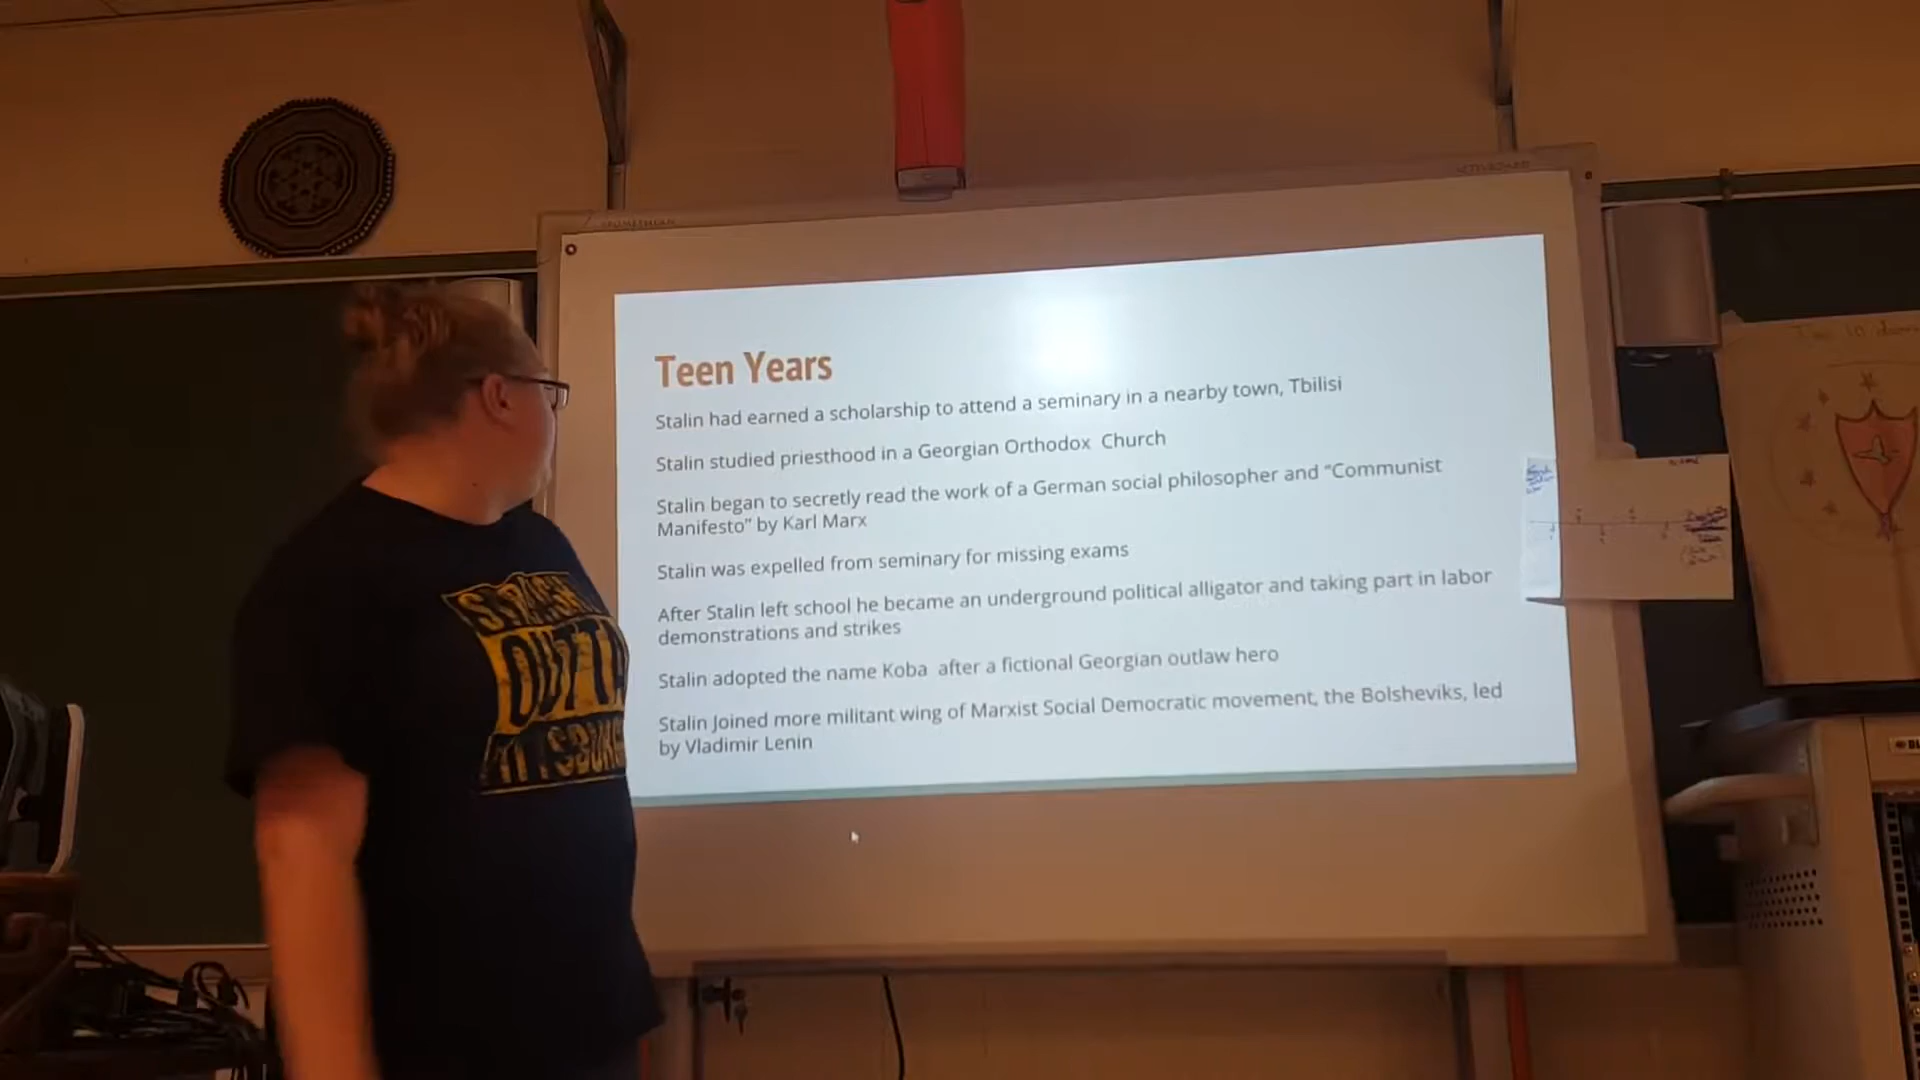 Teen Years
Stalin had earned a scholarship to attend a seminary in a nearby town, Tbilisi
Stalin studied priesthood in a Georgian Orthodox Church
Stalin began to secretly read the work of a German social philosopher and “Communist
Manifesto” by Karl Marx
Stalin was expelled from seminary for missing exams
After Stalin left school he became an underground political alligator and taking part in labor
demonstrations and strikes
Stalin adopted the name Koba after a fictional Georgian outlaw hero
Stalin Joined more militant wing of Marxist Social Democratic movement, the Bolsheviks, led
by Vladimir Lenin
OUTTA